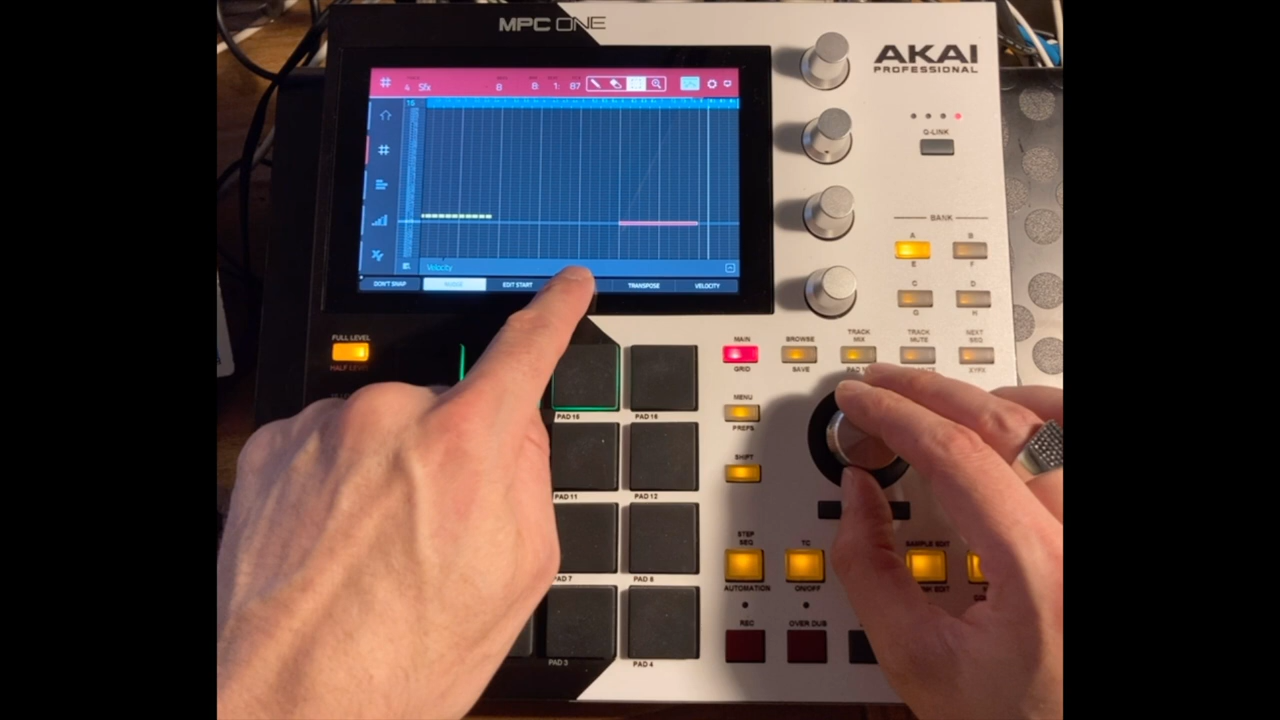 MPC ONE
AKAI
PROFESSIONAL
4 Sfx
8
8: 1: 87
16
Velocity
DON'T SNAP
NUDGE
EDIT START
TRANSPOSE
VELOCITY
Q-LINK
BANK
A
B
E
F
C
D
G
H
FULL LEVEL
HALF LEVEL
MAIN
GRID
BROWSE
SAVE
TRACK
MIX
TRACK
MUTE
NEXT
SEQ
XYFX
MENU
PREFS
SHIFT
PAD 15
PAD 16
PAD 11
PAD 12
PAD 7
PAD 8
PAD 3
PAD 4
STEP
SEQ
AUTOMATION
TC
ON/OFF
SAMPLE EDIT
REC
OVER DUB